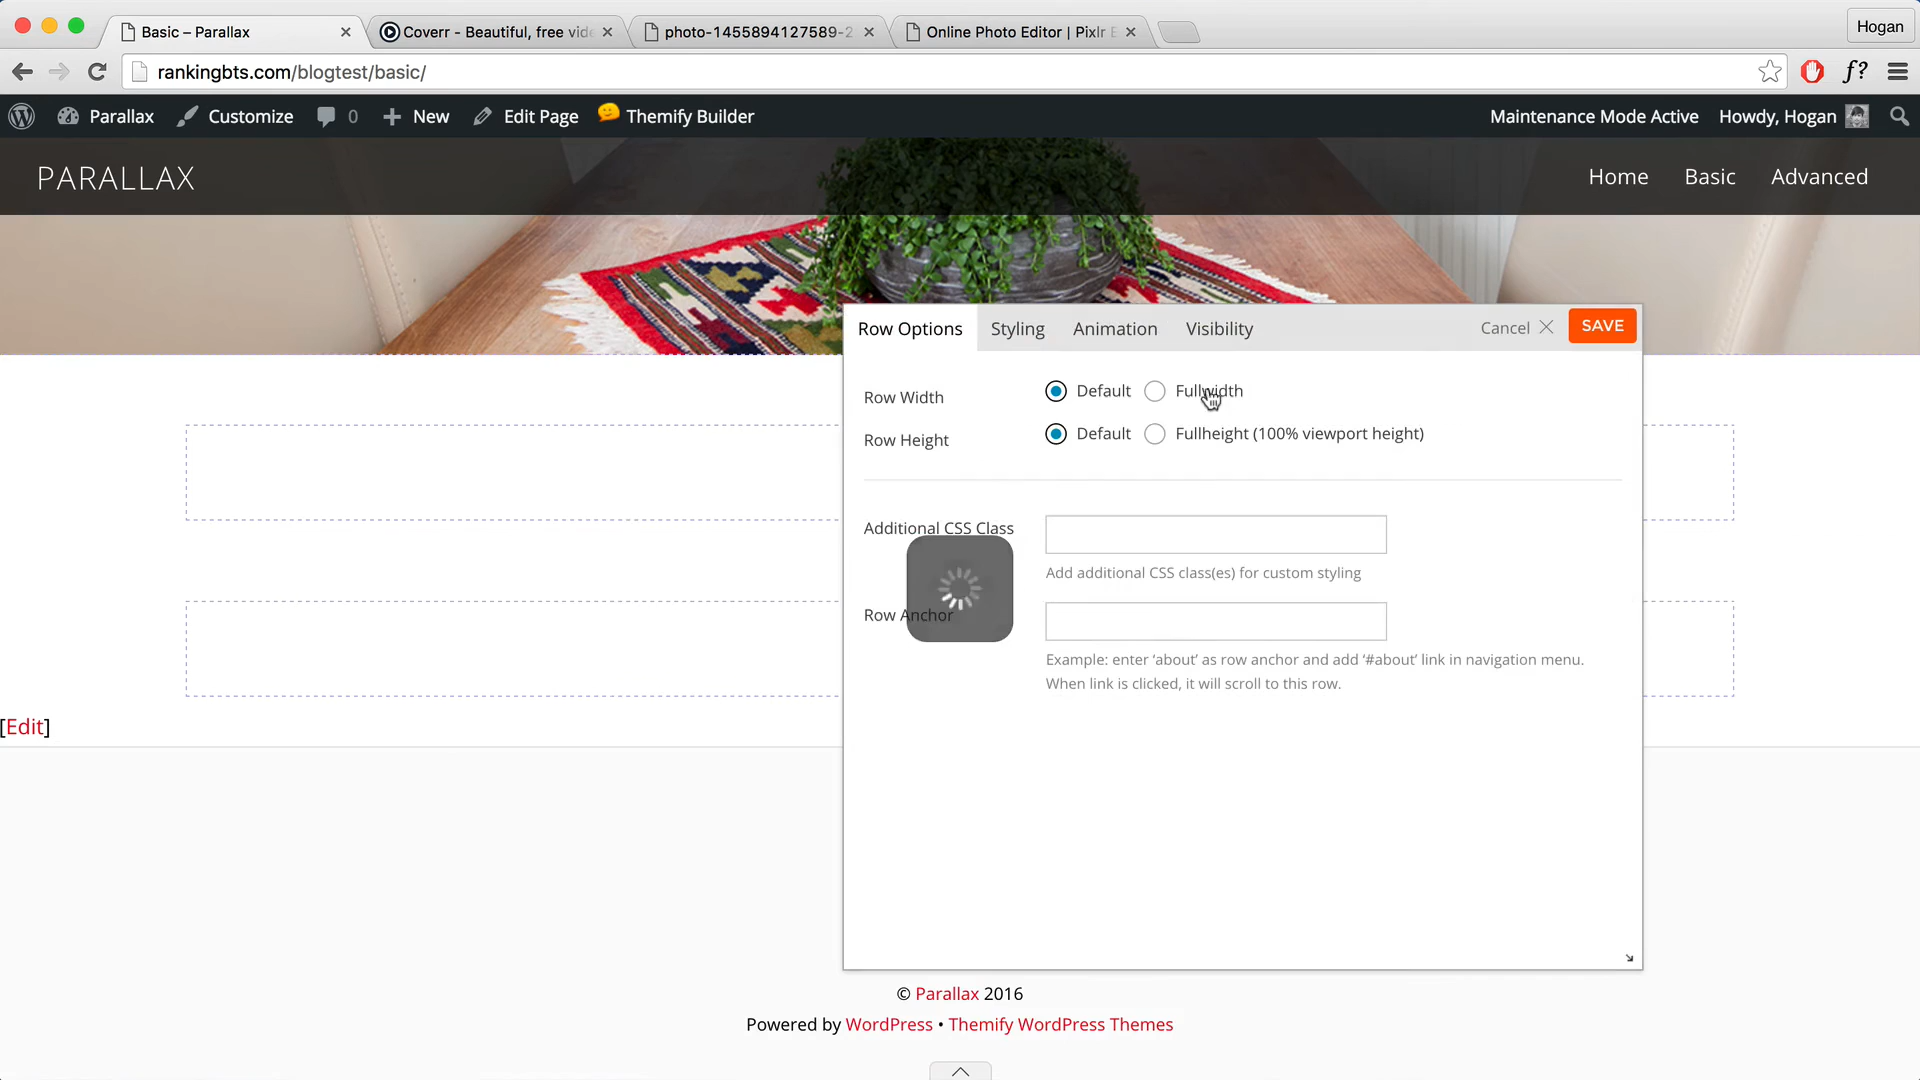 Basic – Parallax
Coverr - Beautiful, free vide
photo-1455894127589-2
Online Photo Editor | Pixlr E
Hogan
rankingbts.com/blogtest/basic/
f?
Parallax
Customize
0
New
Edit Page
Themify Builder
Maintenance Mode Active
Howdy, Hogan
PARALLAX
Home
Basic
Advanced
Row Options
Styling
Animation
Visibility
Cancel
SAVE
Row Width
Default
Fullwidth
Row Height
Default
Fullheight (100% viewport height)
Additional CSS Class
Add additional CSS class(es) for custom styling
Row Anchor
Example: enter ‘about’ as row anchor and add ‘#about’ link in navigation menu.
When link is clicked, it will scroll to this row.
[Edit]
© Parallax 2016
Powered by WordPress • Themify WordPress Themes